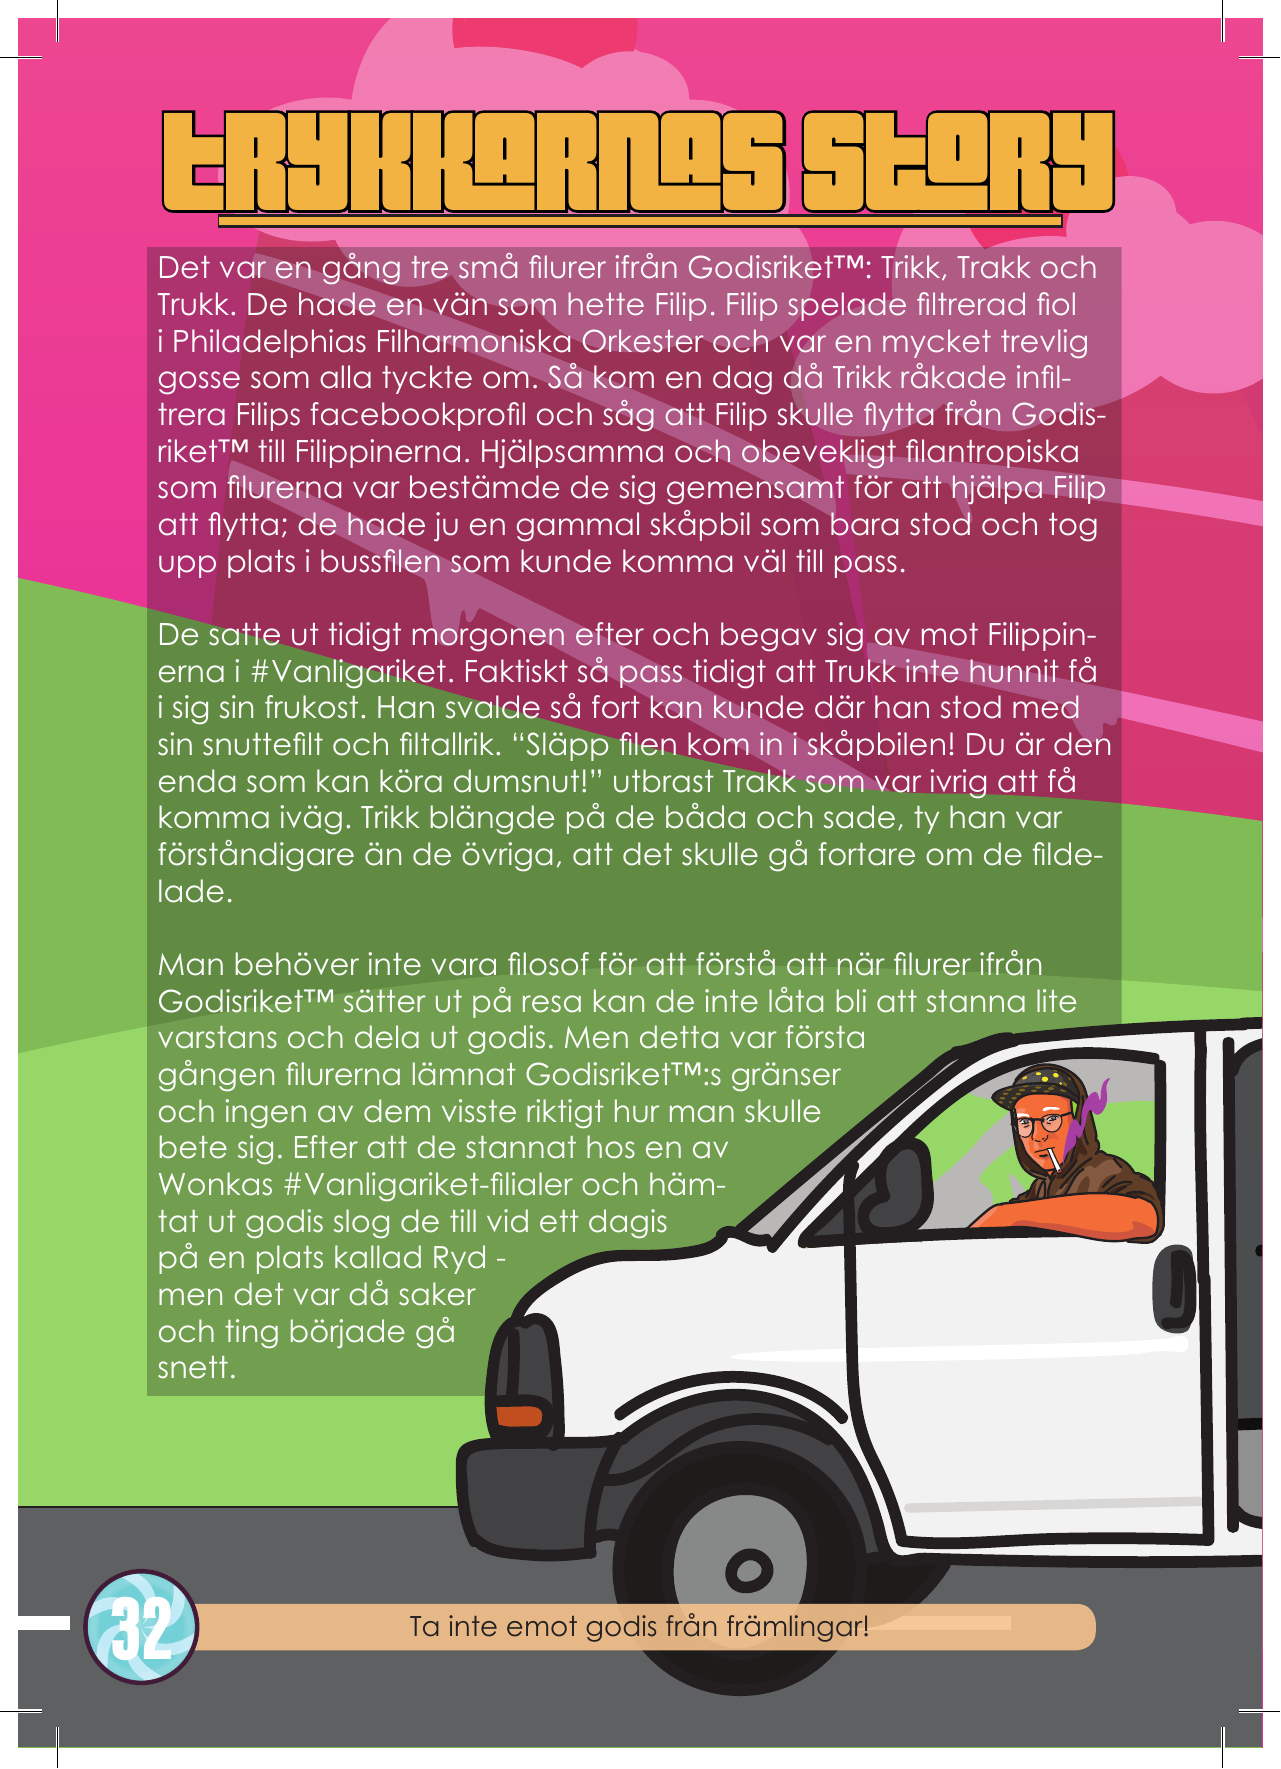 TRYKKARNAS STORY
Det var en gång tre små filurer ifrån Godisriket™: Trikk, Trakk och
Trukk. De hade en vän som hette Filip. Filip spelade filtrerad fiol
i Philadelphias Filharmoniska Orkester och var en mycket trevlig
gosse som alla tyckte om. Så kom en dag då Trikk råkade infil-
trera Filips facebookprofil och såg att Filip skulle flytta från Godis-
riket™ till Filippinerna. Hjälpsamma och obevekligt filantropiska
som filurerna var bestämde de sig gemensamt för att hjälpa Filip
att flytta; de hade ju en gammal skåpbil som bara stod och tog
upp plats i bussfilen som kunde komma väl till pass.
De satte ut tidigt morgonen efter och begav sig av mot Filippin-
erna i #Vanligariket. Faktiskt så pass tidigt att Trukk inte hunnit få
i sig sin frukost. Han svalde så fort kan kunde där han stod med
sin snuttefilt och filtallrik. “Släpp filen kom in i skåpbilen! Du är den
enda som kan köra dumsnut!” utbrast Trakk som var ivrig att få
komma iväg. Trikk blängde på de båda och sade, ty han var
förståndigare än de övriga, att det skulle gå fortare om de filde-
lade.
Man behöver inte vara filosof för att förstå att när filurer ifrån
Godisriket™ sätter ut på resa kan de inte låta bli att stanna lite
varstans och dela ut godis. Men detta var första
gången filurerna lämnat Godisriket™:s gränser
och ingen av dem visste riktigt hur man skulle
bete sig. Efter att de stannat hos en av
Wonkas #Vanligariket-filialer och häm-
tat ut godis slog de till vid ett dagis
på en plats kallad Ryd -
men det var då saker
och ting började gå
snett.
32
Ta inte emot godis från främlingar!